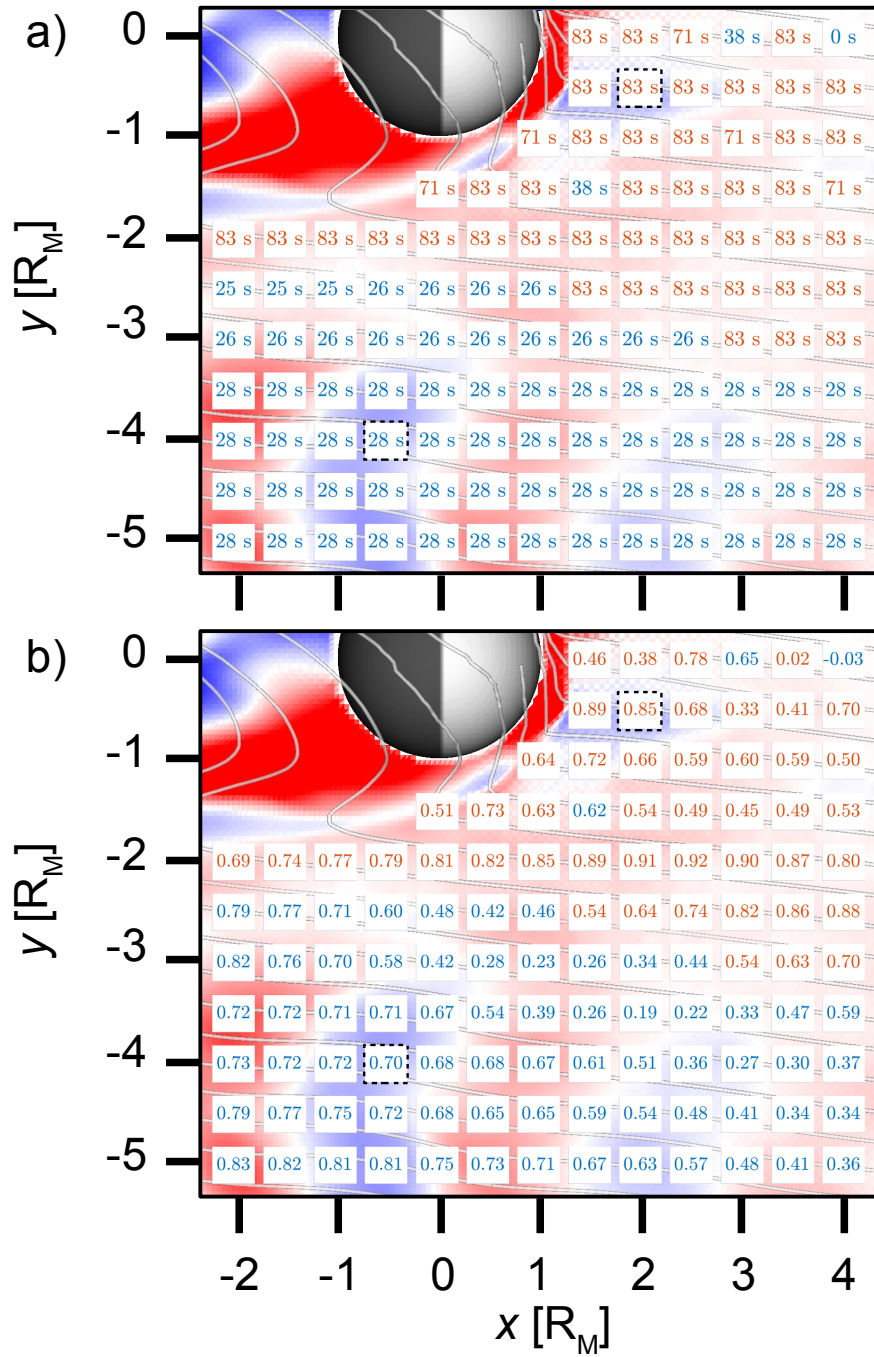 a)
0 83 s 83 s 71 s 38 s 83 s 0 s
83 s 83 s 83 s 83 s 83 s 83 s
-1 71 s 83 s 83 s 83 s 71 s 83 s 83 s
71 s 83 s 83 s 38 s 83 s 83 s 83 s 83 s 71 s
-2 83 s 83 s 83 s 83 s 83 s 83 s 83 s 83 s 83 s 83 s 83 s 83 s 83 s
25 s 25 s 25 s 26 s 26 s 26 s 26 s 83 s 83 s 83 s 83 s 83 s 83 s
-3 26 s 26 s 26 s 26 s 26 s 26 s 26 s 26 s 26 s 26 s 83 s 83 s 83 s
28 s 28 s 28 s 28 s 28 s 28 s 28 s 28 s 28 s 28 s 28 s 28 s 28 s
-4 28 s 28 s 28 s 28 s 28 s 28 s 28 s 28 s 28 s 28 s 28 s 28 s 28 s
28 s 28 s 28 s 28 s 28 s 28 s 28 s 28 s 28 s 28 s 28 s 28 s 28 s
-5 28 s 28 s 28 s 28 s 28 s 28 s 28 s 28 s 28 s 28 s 28 s 28 s 28 s
y [R_M]
b)
0 0.46 0.38 0.78 0.65 0.02 -0.03
0.89 0.85 0.68 0.33 0.41 0.70
-1 0.64 0.72 0.66 0.59 0.60 0.59 0.50
0.51 0.73 0.63 0.62 0.54 0.49 0.45 0.49 0.53
-2 0.69 0.74 0.77 0.79 0.81 0.82 0.85 0.89 0.91 0.92 0.90 0.87 0.80
0.79 0.77 0.71 0.60 0.48 0.42 0.46 0.54 0.64 0.74 0.82 0.86 0.88
-3 0.82 0.76 0.70 0.58 0.42 0.28 0.23 0.26 0.34 0.44 0.54 0.63 0.70
0.72 0.72 0.71 0.71 0.67 0.54 0.39 0.26 0.19 0.22 0.33 0.47 0.59
-4 0.73 0.72 0.72 0.70 0.68 0.68 0.67 0.61 0.51 0.36 0.27 0.30 0.37
0.79 0.77 0.75 0.72 0.68 0.65 0.65 0.59 0.54 0.48 0.41 0.34 0.34
-5 0.83 0.82 0.81 0.81 0.75 0.73 0.71 0.67 0.63 0.57 0.48 0.41 0.36
y [R_M]
-2 -1 0 1 2 3 4
x [R_M]